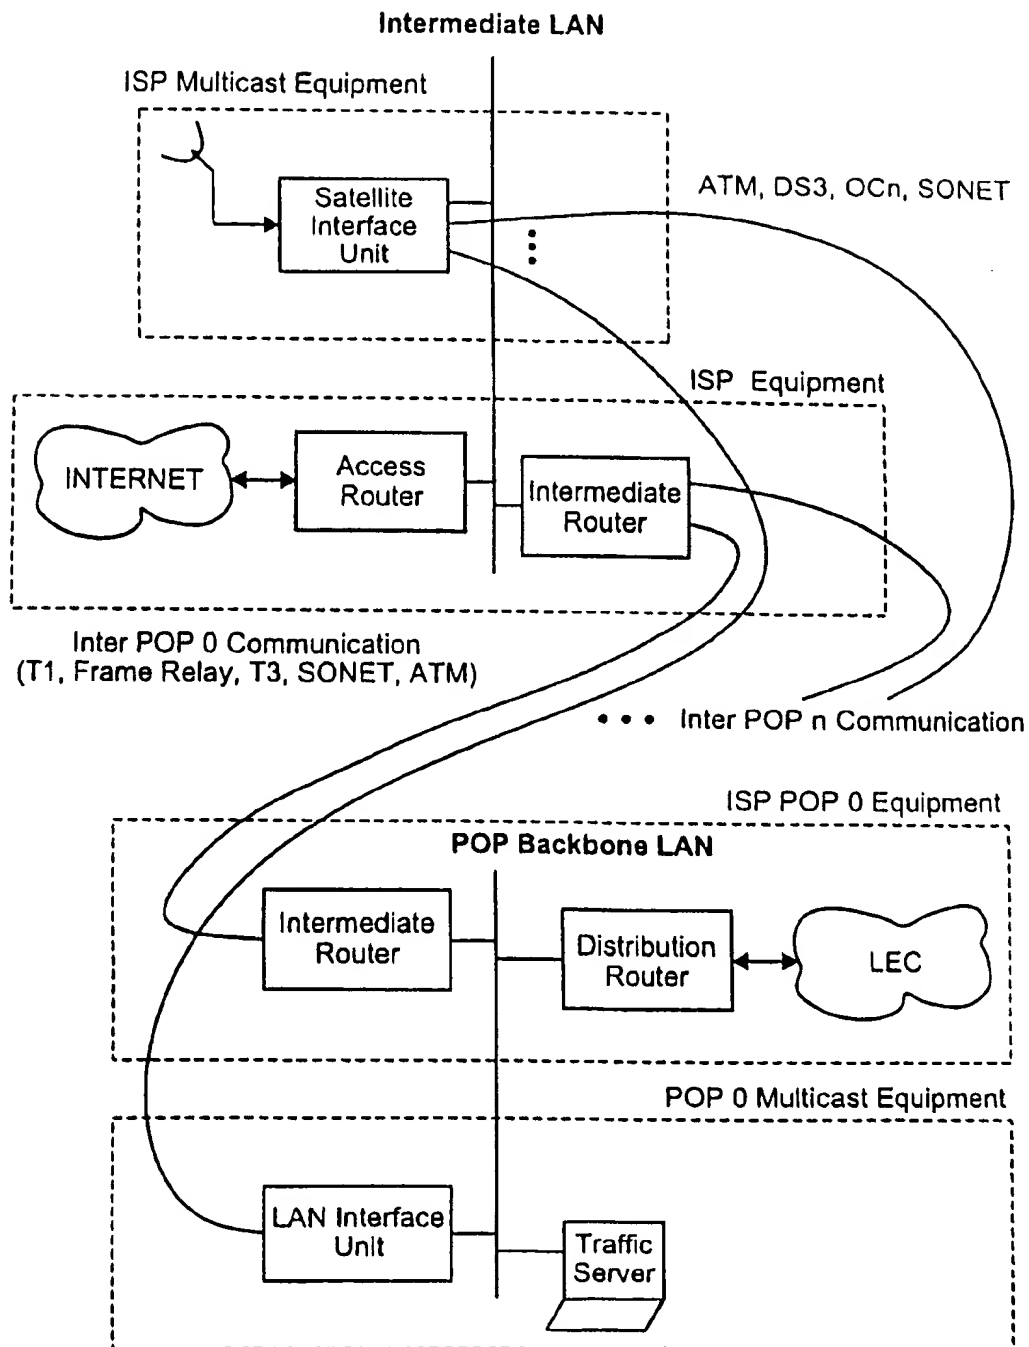 Intermediate LAN
ISP Multicast Equipment
Satellite
Interface
Unit
ATM, DS3, OCn, SONET
ISP Equipment
INTERNET
Access
Router
Intermediate
Router
Inter POP 0 Communication
(T1, Frame Relay, T3, SONET, ATM)
Inter POP n Communication
ISP POP 0 Equipment
POP Backbone LAN
Intermediate
Router
Distribution
Router
LEC
POP 0 Multicast Equipment
LAN Interface
Unit
Traffic
Server